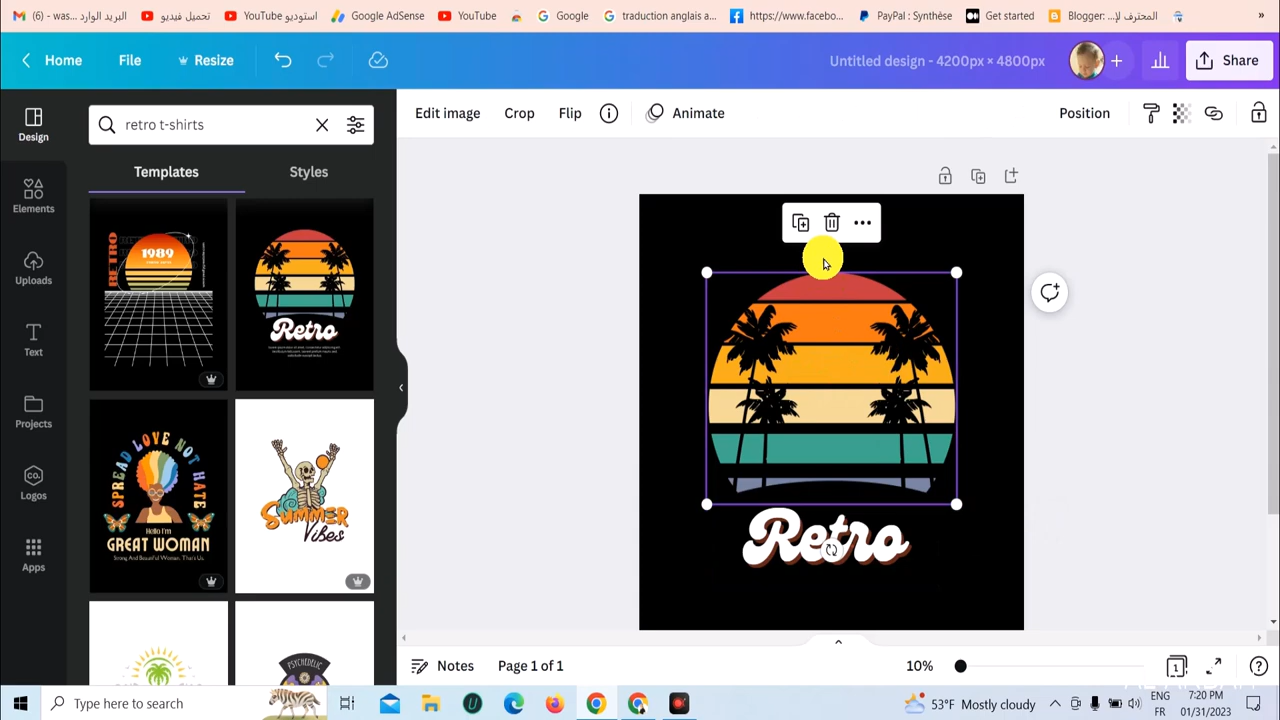 (6) - was... البريد الوارد
تحميل فيديو
استوديو YouTube
Google AdSense
YouTube
Google
traduction anglais a...
https://www.facebo...
PayPal : Synthèse
Get started
Blogger: المحترف لإ...
»
Home
File
Resize
Untitled design - 4200px × 4800px
Share
Design
Elements
Uploads
Text
Projects
Logos
Apps
retro t-shirts
Templates
Styles
Edit image
Crop
Flip
Animate
Position
RETRO
1989
Retro
SPREAD LOVE NOT HATE
Hello I'm
GREAT WOMAN
Strong And Beautiful Woman. That's Us.
SUMMER
Vibes
PSYCHEDELIC
Retro
Notes
Page 1 of 1
10%
1
Type here to search
53°F Mostly cloudy
ENG
FR
7:20 PM
01/31/2023